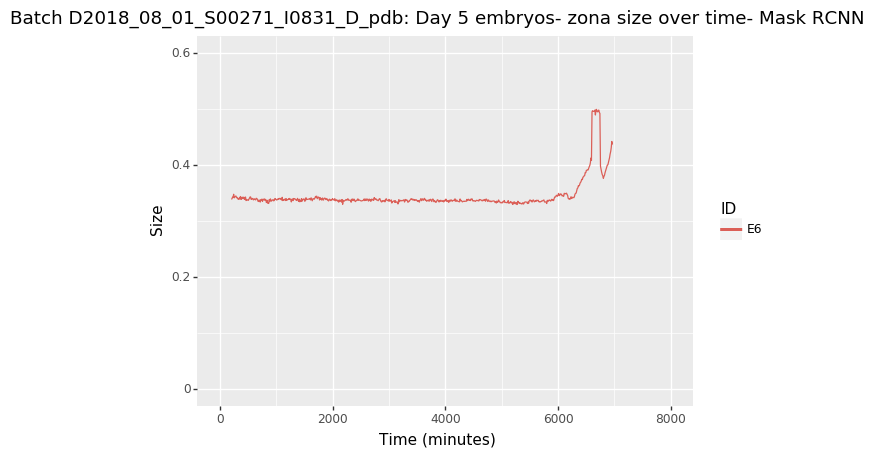 Batch D2018_08_01_S00271_I0831_D_pdb: Day 5 embryos- zona size over time- Mask RCNN
0.6
0.4
0.2
0
Size
0
2000
4000
6000
8000
Time (minutes)
ID
E6